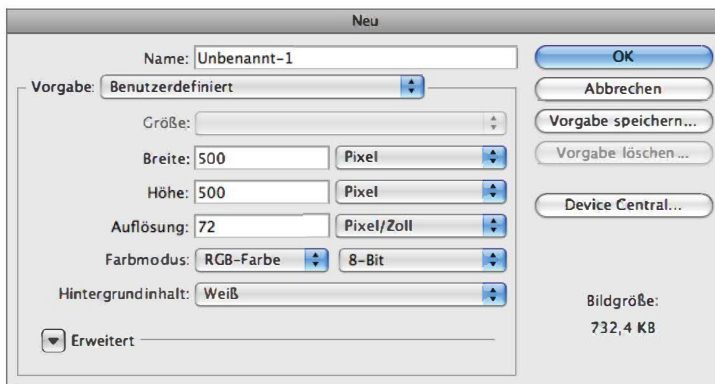 Neu
Name: Unbenannt-1
Vorgabe: Benutzerdefiniert
Größe:
Breite: 500 Pixel
Höhe: 500 Pixel
Auflösung: 72 Pixel/Zoll
Farbmodus: RGB-Farbe 8-Bit
Hintergrundinhalt: Weiß
Erweitert
OK
Abbrechen
Vorgabe speichern...
Vorgabe löschen...
Device Central...
Bildgröße:
732,4 KB